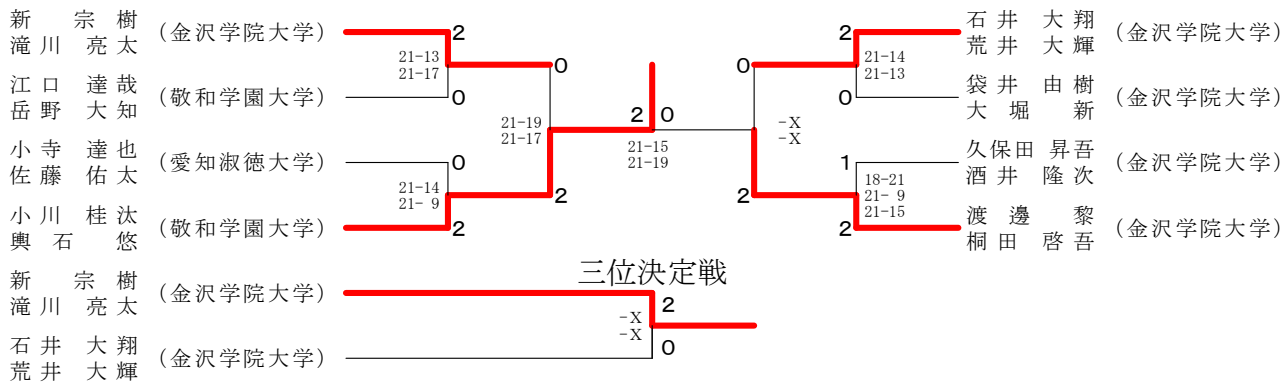 新 宗樹
滝川 亮太
(金沢学院大学)
2
21-13
21-17
0
江口 達哉
岳野 大知
(敬和学園大学)
0
21-19
21-17
小寺 達也
佐藤 佑太
(愛知淑徳大学)
0
21-14
21- 9
2
小川 桂汰
輿石 悠
(敬和学園大学)
2
2 0
21-15
21-19
石井 大翔
荒井 大輝
(金沢学院大学)
2
21-14
21-13
0
袋井 由樹
大堀 新
(金沢学院大学)
0
-X
-X
久保田 昇吾
酒井 隆次
(金沢学院大学)
1
18-21
21- 9
21-15
2
渡邊 黎
桐田 啓吾
(金沢学院大学)
2
三位決定戦
新 宗樹
滝川 亮太
(金沢学院大学)
2
-X
-X
石井 大翔
荒井 大輝
(金沢学院大学)
0